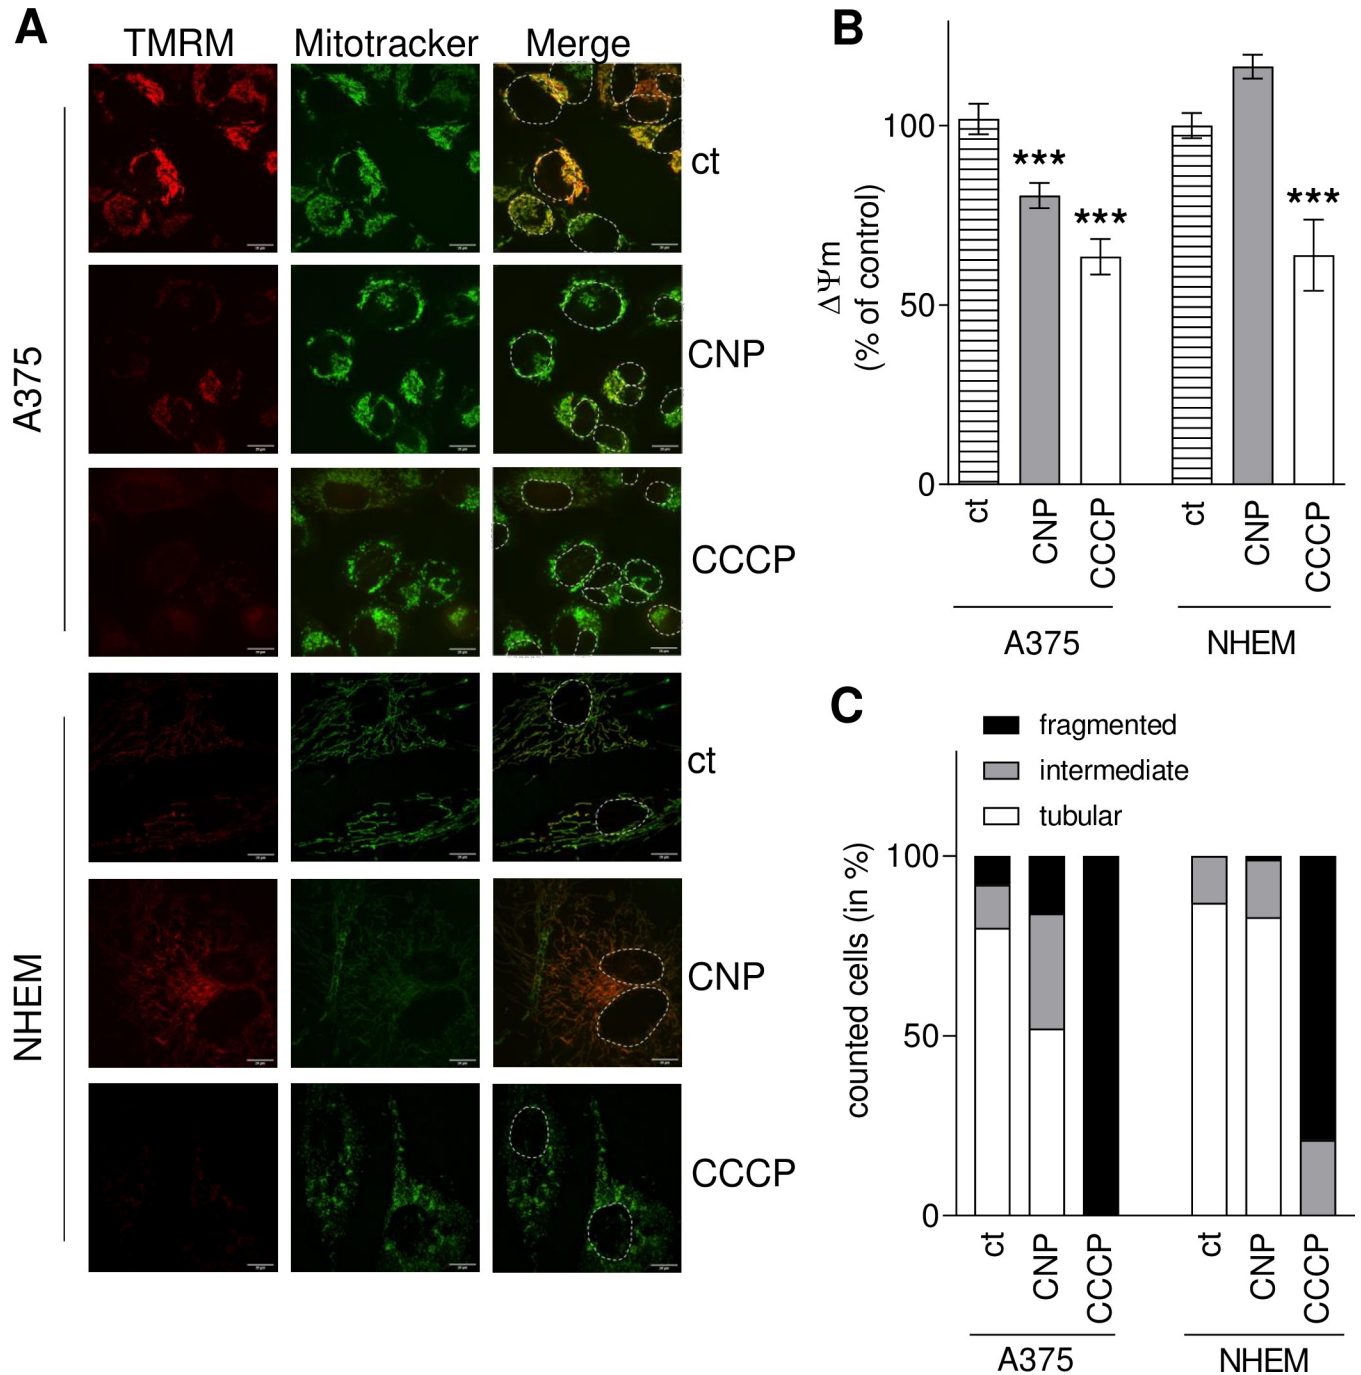 A
TMRM Mitotracker Merge
ct
CNP
CCCP
A375
ct
CNP
CCCP
NHEM
B
ΔΨm
(% of control)
100
50
0
***
***
***
ct CNP CCCP ct CNP CCCP
A375 NHEM
C
fragmented
intermediate
tubular
counted cells (in %)
100
50
0
ct CNP CCCP ct CNP CCCP
A375 NHEM